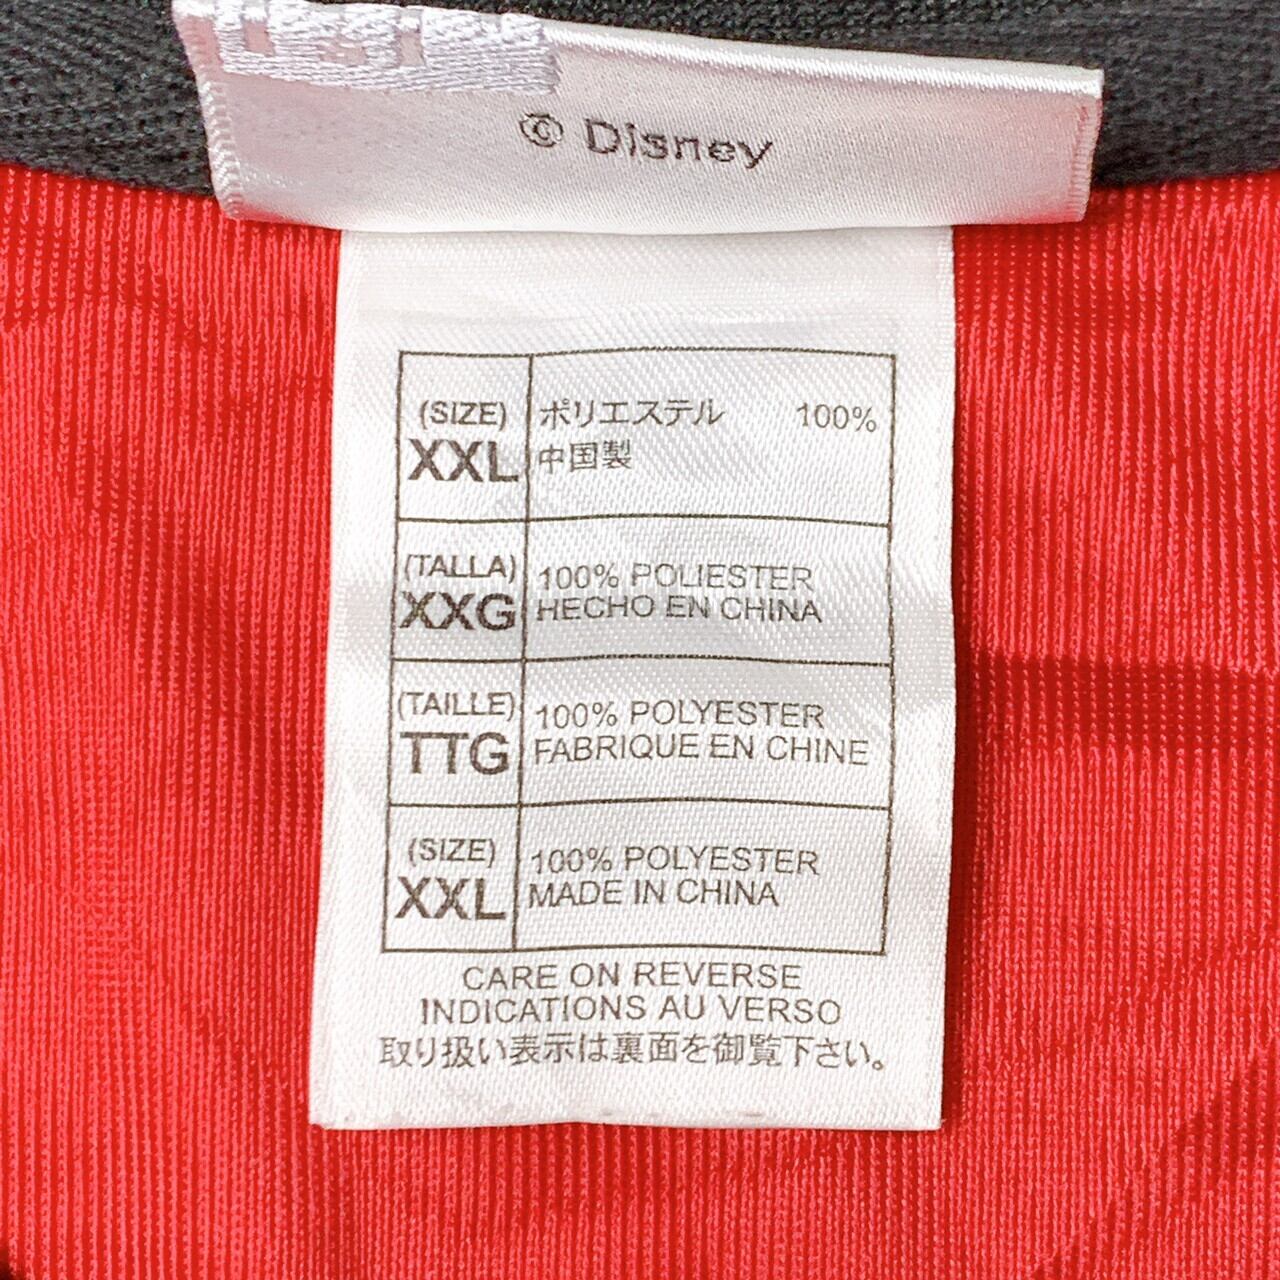 © Disney
(SIZE) ポリエステル 100%
XXL 中国製
(TALLA) 100% POLIESTER
XXG HECHO EN CHINA
(TAILLE) 100% POLYESTER
TTG FABRIQUE EN CHINE
(SIZE) 100% POLYESTER
XXL MADE IN CHINA
CARE ON REVERSE
INDICATIONS AU VERSO
取り扱い表示は裏面を御覧下さい。